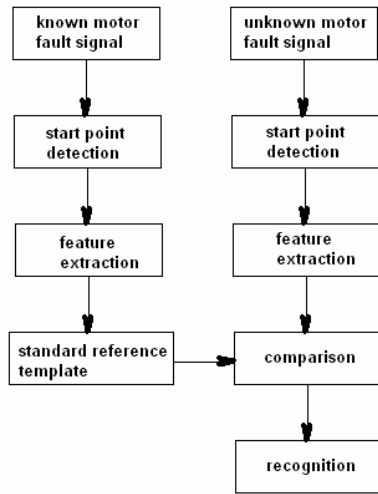 known motor
fault signal
start point
detection
feature
extraction
standard reference
template
unknown motor
fault signal
start point
detection
feature
extraction
comparison
recognition